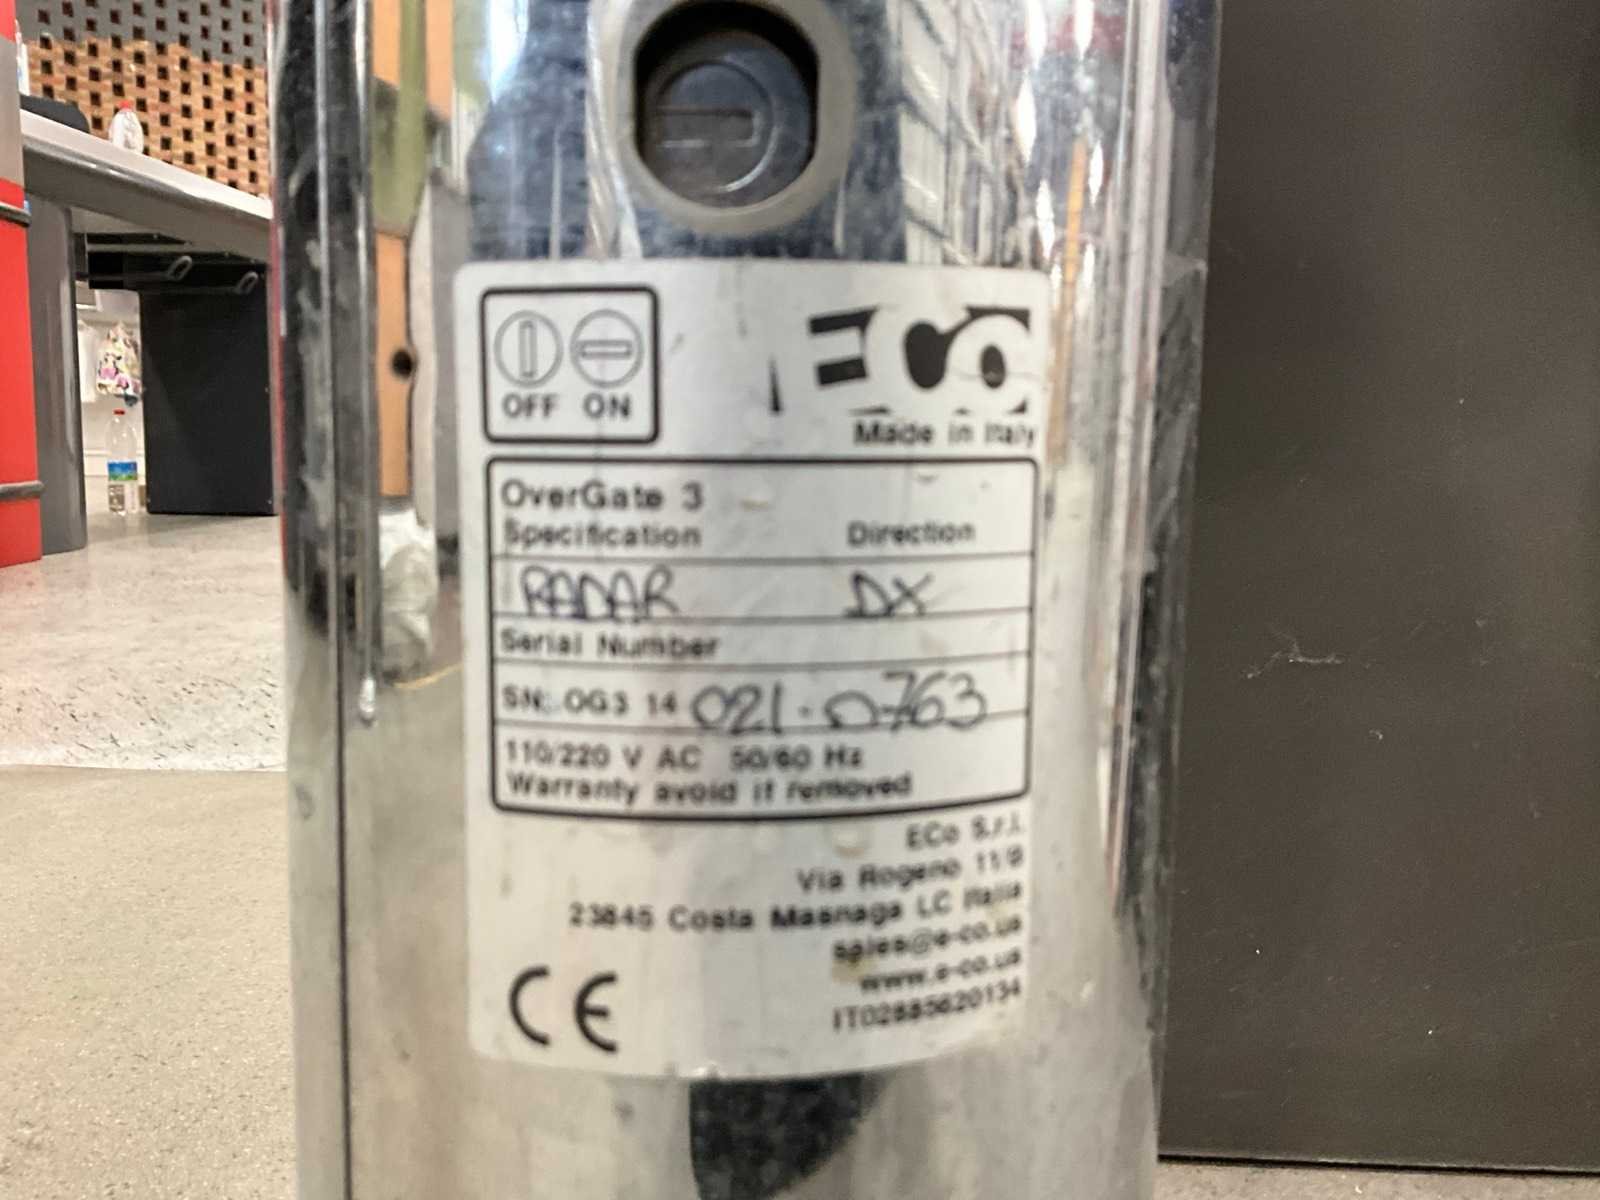 OFF ON
ECO
Made in Italy
OverGate 3
Specification Direction
RADAR DX
Serial Number
SN: OG3 14 021-0763
110/220 V AC 50/60 Hz
Warranty avoid if removed
ECo S.r.l.
Via Rogeno 11/B
23845 Costa Masnaga LC Italia
sales@e-co.us
www.e-co.us
IT02885620134
CE